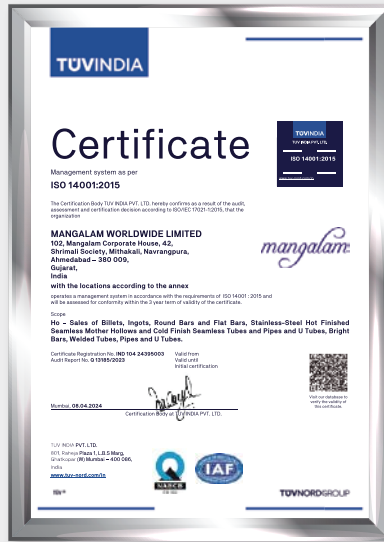 TÜVINDIA
Certificate
Management system as per
ISO 14001:2015
TÜVINDIA
TUV INDIA PVT. LTD.
ISO 14001:2015
The Certification Body TUV INDIA PVT. LTD. hereby confirms as a result of the audit,
assessment and certification decision according to ISO/IEC 17021-1:2015, that the
organization
MANGALAM WORLDWIDE LIMITED
102, Mangalam Corporate House, 42,
Shrimali Society, Mithakali, Navrangpura,
Ahmedabad – 380 009,
Gujarat,
India
mangalam
with the locations according to the annex
operates a management system in accordance with the requirements of ISO 14001 : 2015 and
will be assessed for conformity within the 3 year term of validity of the certificate.
Scope
Ho - Sales of Billets, Ingots, Round Bars and Flat Bars, Stainless-Steel Hot Finished
Seamless Mother Hollows and Cold Finish Seamless Tubes and Pipes and U Tubes, Bright
Bars, Welded Tubes, Pipes and U Tubes.
Certificate Registration No. IND 104 24395003
Audit Report No. Q 13185/2023
Valid from
Valid until
Initial certification
Mumbai, 08.04.2024
Certification Body at TUV INDIA PVT. LTD.
Visit our database to
verify the validity of
this certificate.
TUV INDIA PVT. LTD.
801, Raheja Plaza 1, L.B.S Marg,
Ghatkopar (W) Mumbai – 400 086,
India
www.tuv-nord.com/in
NABCB
IAF
TÜVNORDGROUP